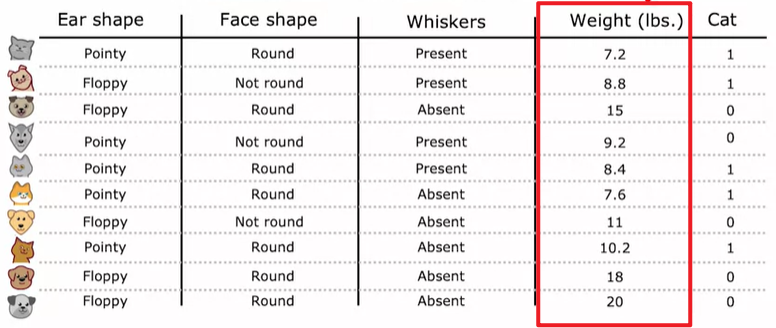 Ear shape Face shape Whiskers Weight (lbs.) Cat
Pointy Round Present 7.2 1
Floppy Not round Present 8.8 1
Floppy Round Absent 15 0
Pointy Not round Present 9.2 0
Pointy Round Present 8.4 1
Pointy Round Absent 7.6 1
Floppy Not round Absent 11 0
Pointy Round Absent 10.2 1
Floppy Round Absent 18 0
Floppy Round Absent 20 0